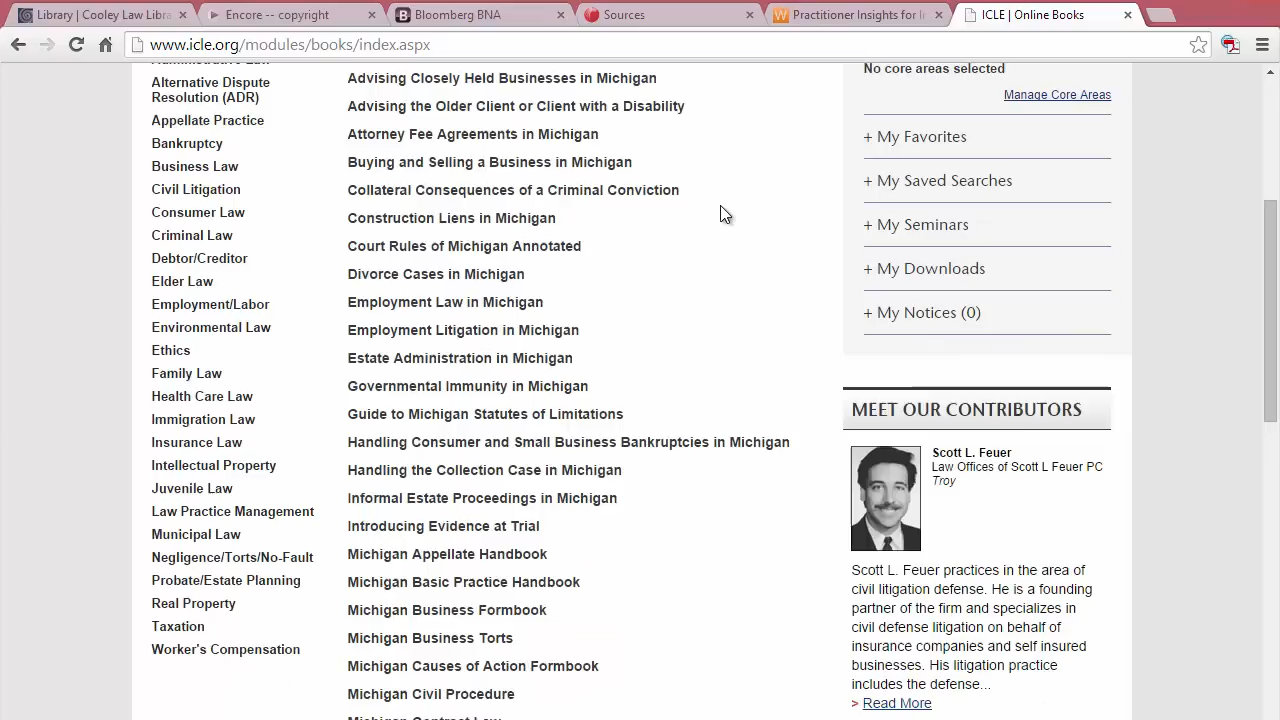 Library | Cooley Law Libra
Encore -- copyright
Bloomberg BNA
Sources
Practitioner Insights for In
ICLE | Online Books
www.icle.org/modules/books/index.aspx
Alternative Dispute
Resolution (ADR)
Appellate Practice
Bankruptcy
Business Law
Civil Litigation
Consumer Law
Criminal Law
Debtor/Creditor
Elder Law
Employment/Labor
Environmental Law
Ethics
Family Law
Health Care Law
Immigration Law
Insurance Law
Intellectual Property
Juvenile Law
Law Practice Management
Municipal Law
Negligence/Torts/No-Fault
Probate/Estate Planning
Real Property
Taxation
Worker's Compensation
Advising Closely Held Businesses in Michigan
Advising the Older Client or Client with a Disability
Attorney Fee Agreements in Michigan
Buying and Selling a Business in Michigan
Collateral Consequences of a Criminal Conviction
Construction Liens in Michigan
Court Rules of Michigan Annotated
Divorce Cases in Michigan
Employment Law in Michigan
Employment Litigation in Michigan
Estate Administration in Michigan
Governmental Immunity in Michigan
Guide to Michigan Statutes of Limitations
Handling Consumer and Small Business Bankruptcies in Michigan
Handling the Collection Case in Michigan
Informal Estate Proceedings in Michigan
Introducing Evidence at Trial
Michigan Appellate Handbook
Michigan Basic Practice Handbook
Michigan Business Formbook
Michigan Business Torts
Michigan Causes of Action Formbook
Michigan Civil Procedure
No core areas selected
Manage Core Areas
+ My Favorites
+ My Saved Searches
+ My Seminars
+ My Downloads
+ My Notices (0)
MEET OUR CONTRIBUTORS
Scott L. Feuer
Law Offices of Scott L Feuer PC
Troy
Scott L. Feuer practices in the area of
civil litigation defense. He is a founding
partner of the firm and specializes in
civil defense litigation on behalf of
insurance companies and self insured
businesses. His litigation practice
includes the defense...
> Read More